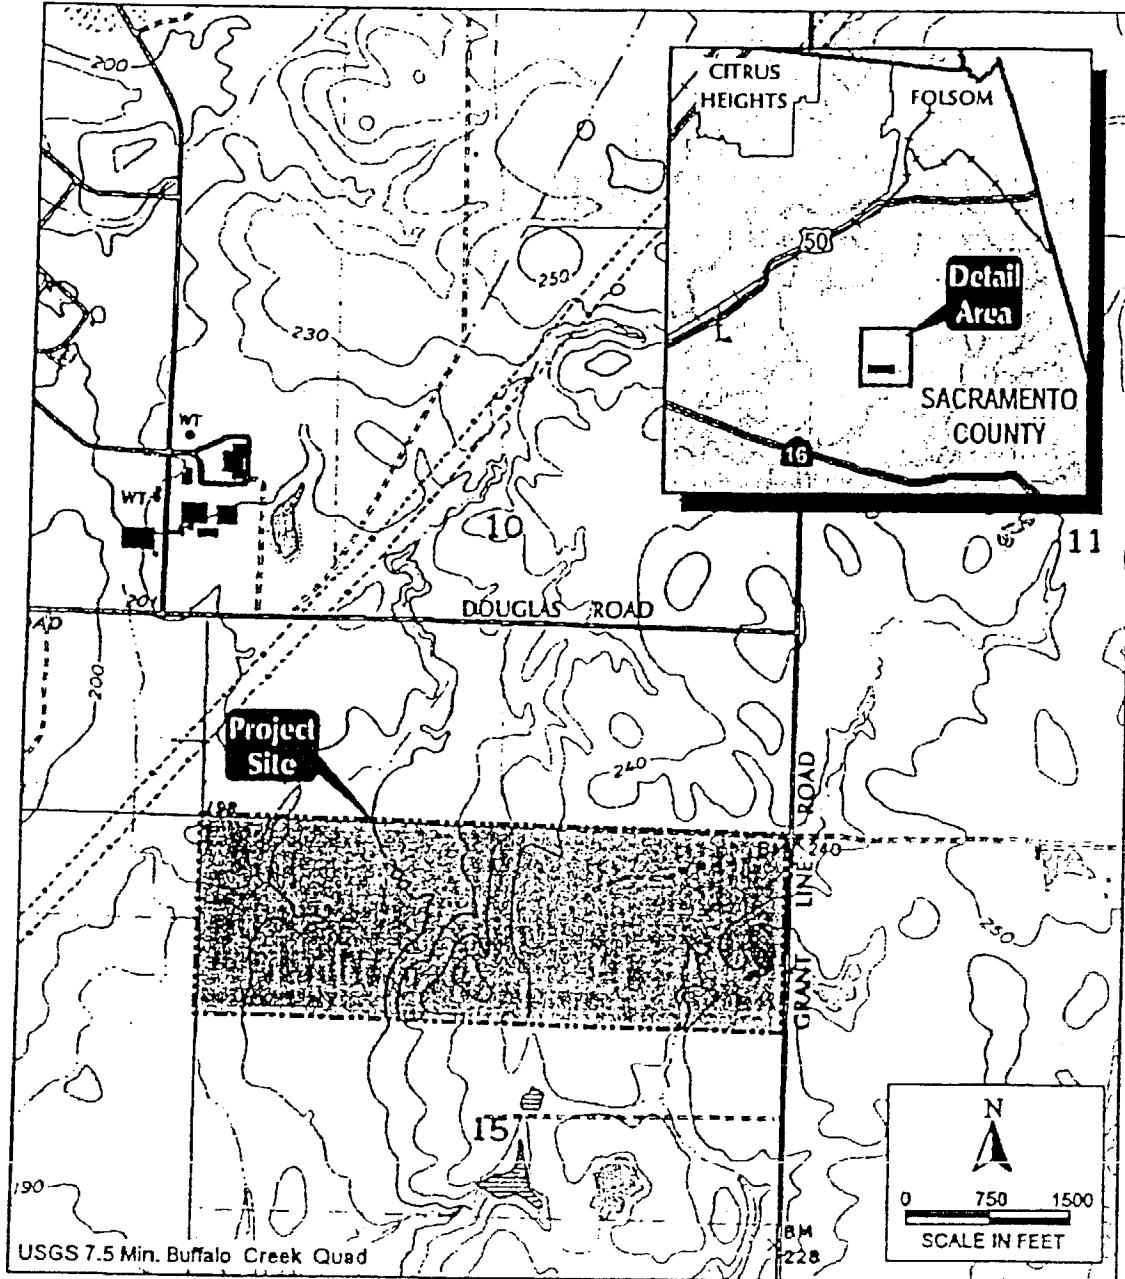 200
CITRUS
HEIGHTS
FOLSOM
50
250
Detail
Area
230
SACRAMENTO
COUNTY
WT
16
WT
10
11
201
DOUGLAS ROAD
200
Project
Site
240
ROAD
198
BM
240
LINE
250
GRANT
N
15
0 750 1500
190
BM
228
SCALE IN FEET
USGS 7.5 Min. Buffalo Creek Quad